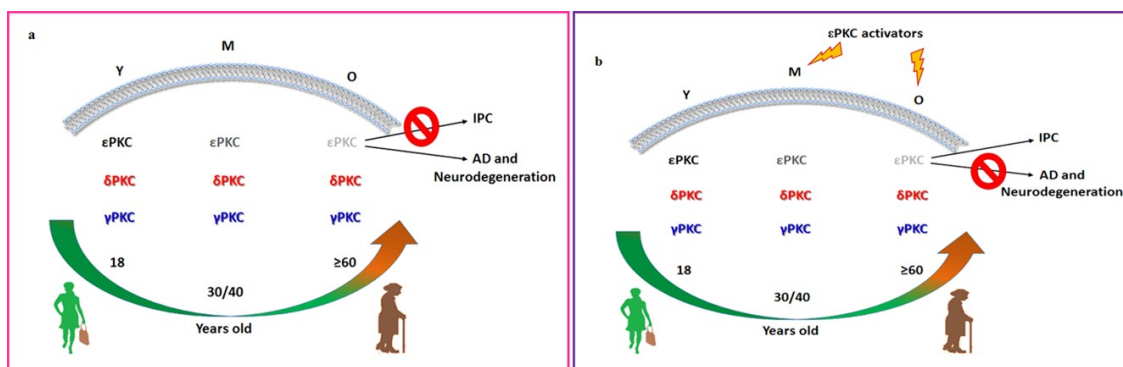 a
Y
M
O
εPKC
εPKC
εPKC
IPC
AD and
Neurodegeneration
δPKC
δPKC
δPKC
γPKC
γPKC
γPKC
18
30/40
≥60
Years old
b
εPKC activators
Y
M
O
εPKC
εPKC
εPKC
IPC
AD and
Neurodegeneration
δPKC
δPKC
δPKC
γPKC
γPKC
γPKC
18
30/40
≥60
Years old